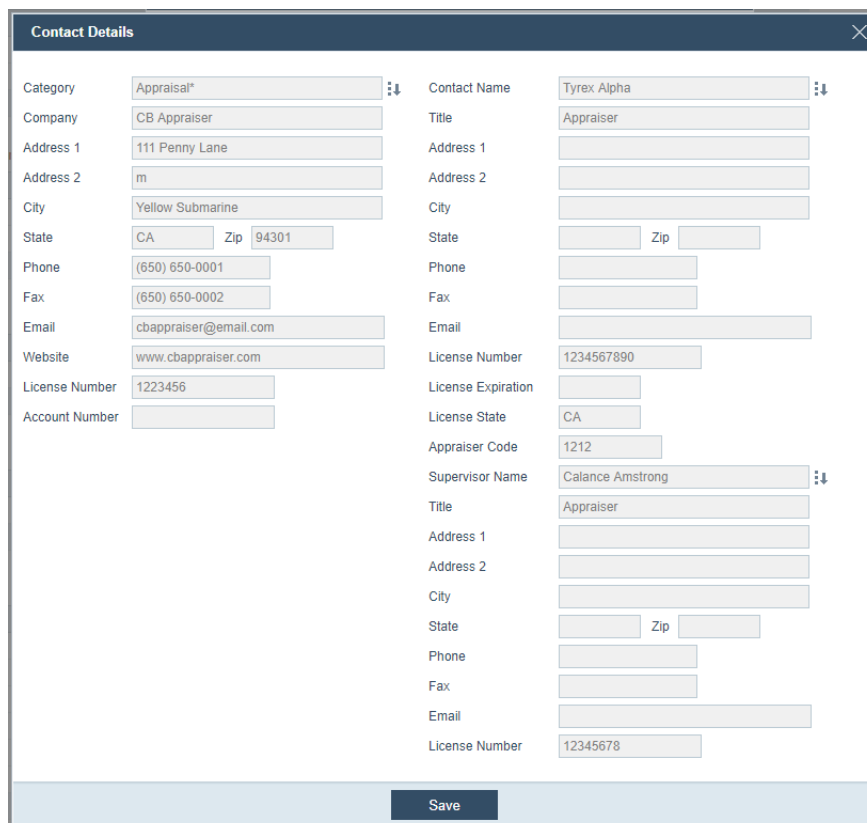 Contact Details
Category Appraisal*
Company CB Appraiser
Address 1 111 Penny Lane
Address 2 m
City Yellow Submarine
State CA Zip 94301
Phone (650) 650-0001
Fax (650) 650-0002
Email cbappraiser@email.com
Website www.cbappraiser.com
License Number 1223456
Account Number
Contact Name Tyrex Alpha
Title Appraiser
Address 1
Address 2
City
State Zip
Phone
Fax
Email
License Number 1234567890
License Expiration
License State CA
Appraiser Code 1212
Supervisor Name Calance Amstrong
Title Appraiser
Address 1
Address 2
City
State Zip
Phone
Fax
Email
License Number 12345678
Save